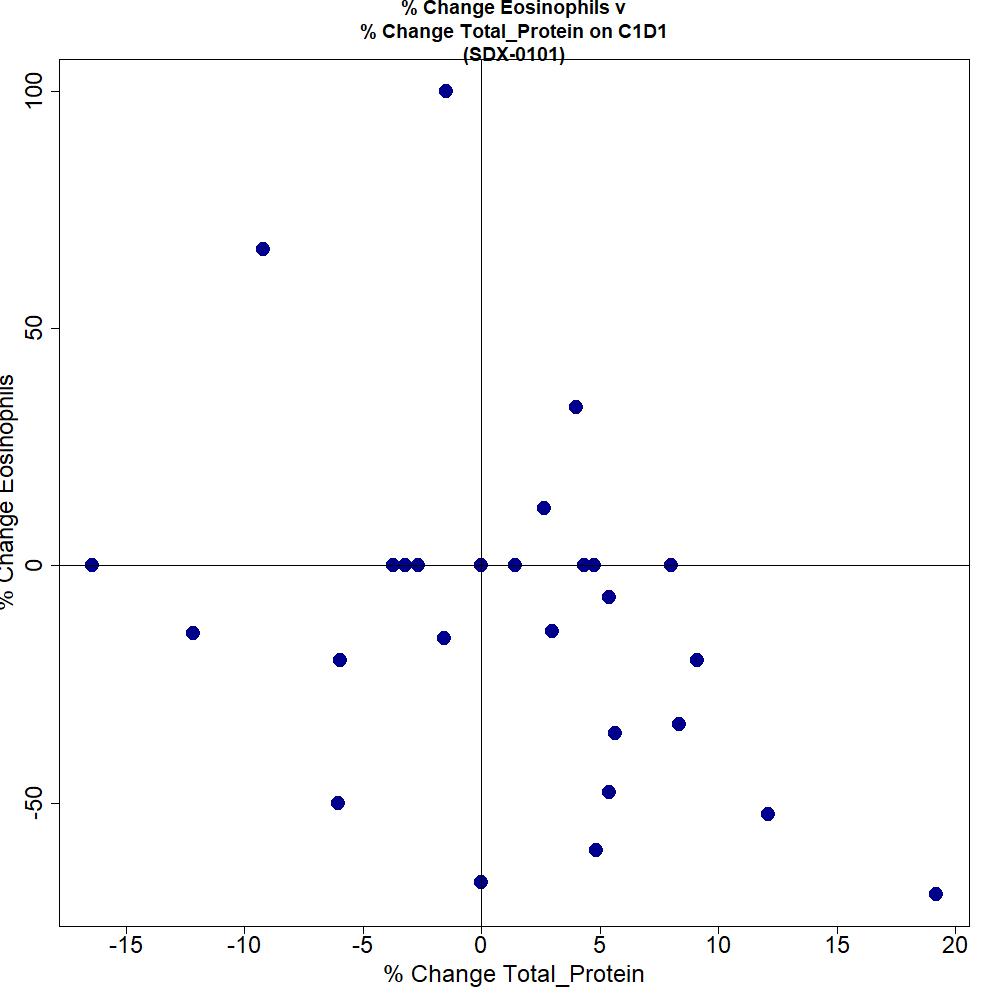 % Change Eosinophils v
% Change Total_Protein on C1D1
(SDX-0101)
% Change Eosinophils
100
50
0
-50
-15 -10 -5 0 5 10 15 20
% Change Total_Protein